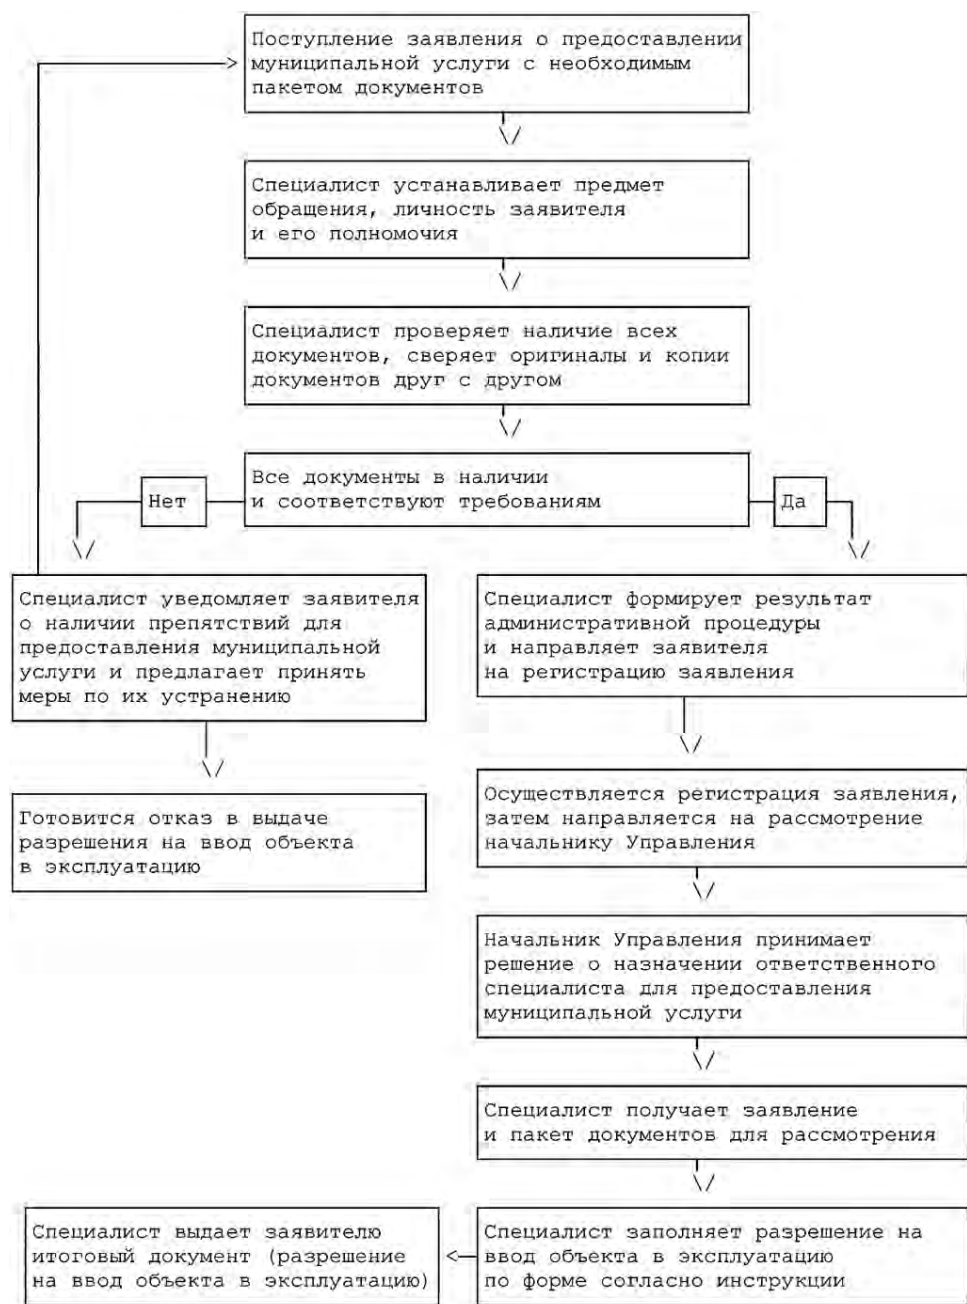 Поступление заявления о предоставлении
муниципальной услуги с необходимым
пакетом документов
Специалист устанавливает предмет
обращения, личность заявителя
и его полномочия
Специалист проверяет наличие всех
документов, сверяет оригиналы и копии
документов друг с другом
Все документы в наличии
и соответствуют требованиям
Нет
Да
Специалист уведомляет заявителя
о наличии препятствий для
предоставления муниципальной
услуги и предлагает принять
меры по их устранению
Специалист формирует результат
административной процедуры
и направляет заявителя
на регистрацию заявления
Готовится отказ в выдаче
разрешения на ввод объекта
в эксплуатацию
Осуществляется регистрация заявления,
затем направляется на рассмотрение
начальнику Управления
Начальник Управления принимает
решение о назначении ответственного
специалиста для предоставления
муниципальной услуги
Специалист получает заявление
и пакет документов для рассмотрения
Специалист заполняет разрешение на
ввод объекта в эксплуатацию
по форме согласно инструкции
Специалист выдает заявителю
итоговый документ (разрешение
на ввод объекта в эксплуатацию)